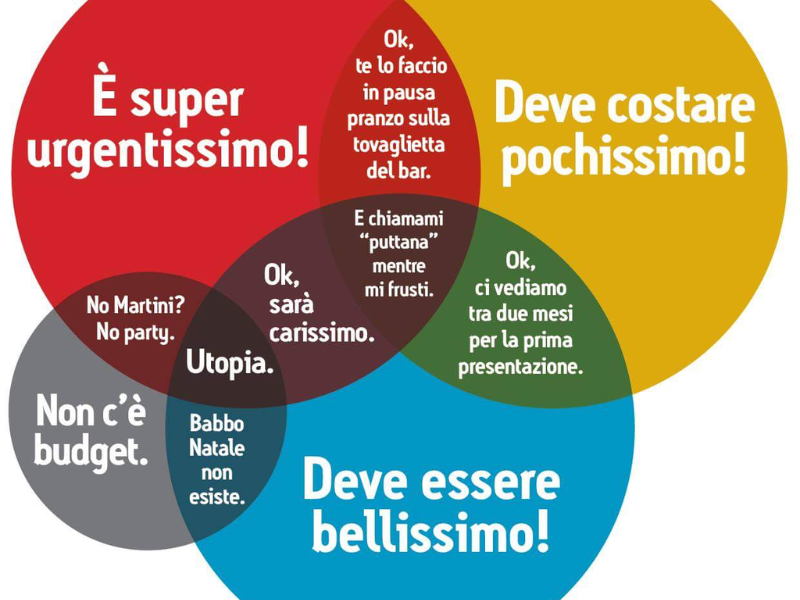 È super
urgentissimo!
Ok,
te lo faccio
in pausa
pranzo sulla
tovaglietta
del bar.
Deve costare
pochissimo!
E chiamami
“puttana”
mentre
mi frusti.
Ok,
sarà
carissimo.
Ok,
ci vediamo
tra due mesi
per la prima
presentazione.
No Martini?
No party.
Utopia.
Non c’è
budget.
Babbo
Natale
non
esiste.
Deve essere
bellissimo!